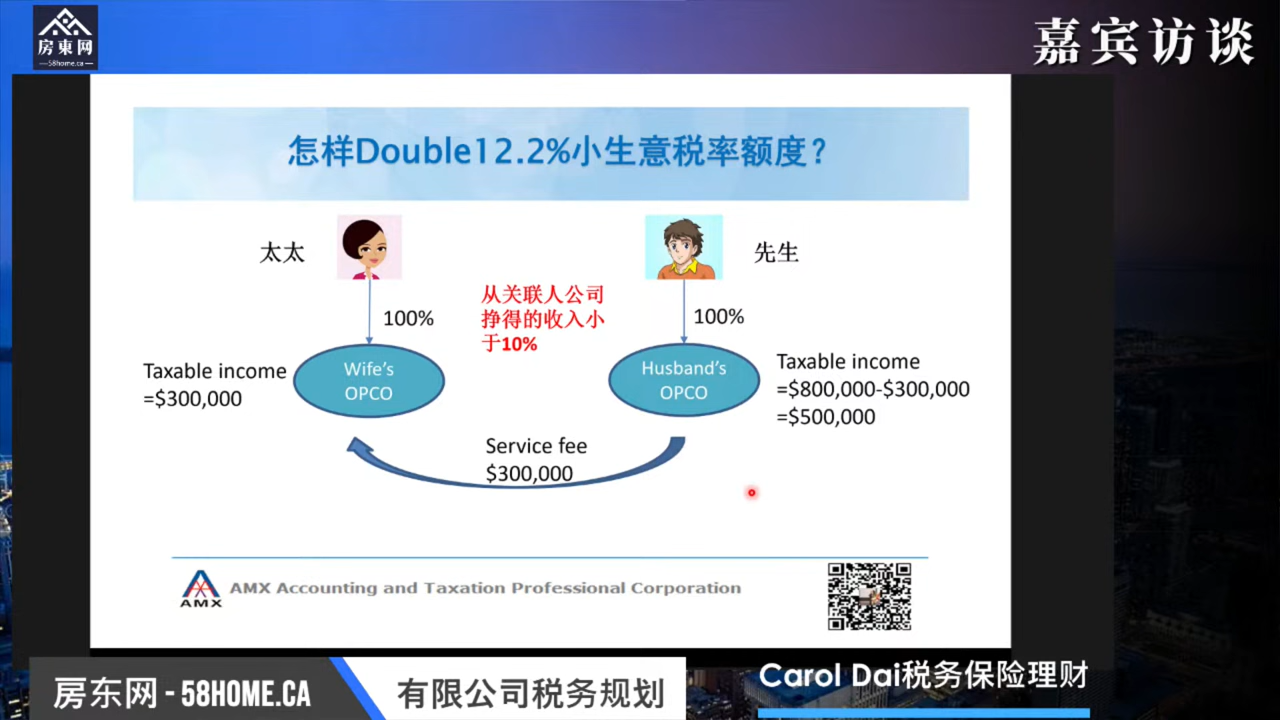 房東网
58home.ca
嘉宾访谈
怎样Double12.2%小生意税率额度？
太太
先生
100%
从关联人公司
挣得的收入小
于10%
100%
Taxable income
=$300,000
Wife's
OPCO
Husband's
OPCO
Taxable income
=$800,000-$300,000
=$500,000
Service fee
$300,000
AMX
AMX Accounting and Taxation Professional Corporation
房东网 - 58HOME.CA
有限公司税务规划
Carol Dai税务保险理财